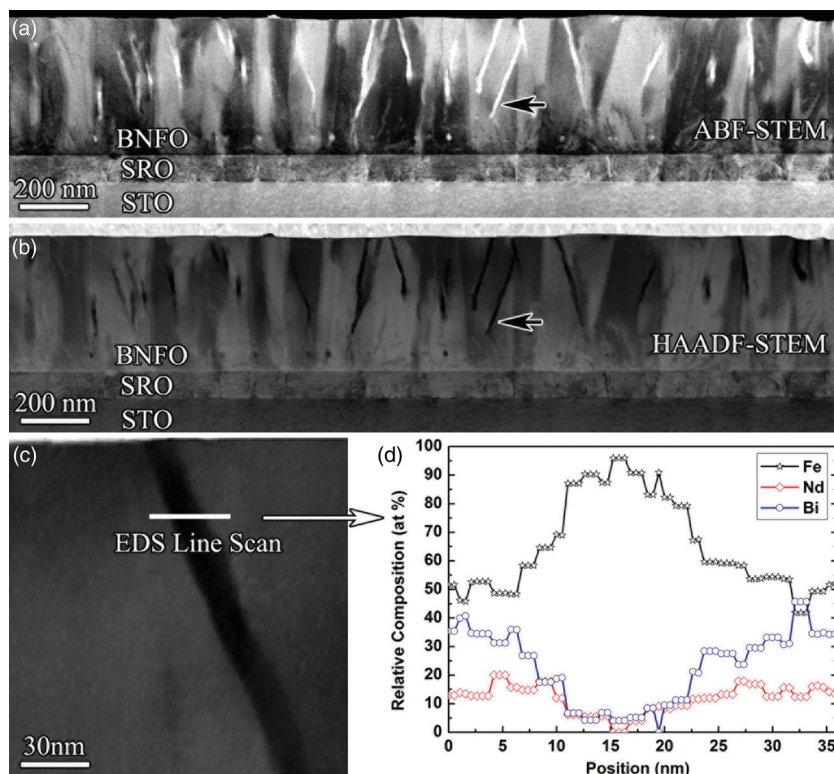 (a)
BNFO
ABF-STEM
SRO
200 nm
STO
(b)
BNFO
HAADF-STEM
SRO
200 nm
STO
(c)
EDS Line Scan
30nm
(d)
100
90
80
70
60
50
40
30
20
10
0
Relative Composition (at %)
Fe
Nd
Bi
0 5 10 15 20 25 30 35
Position (nm)